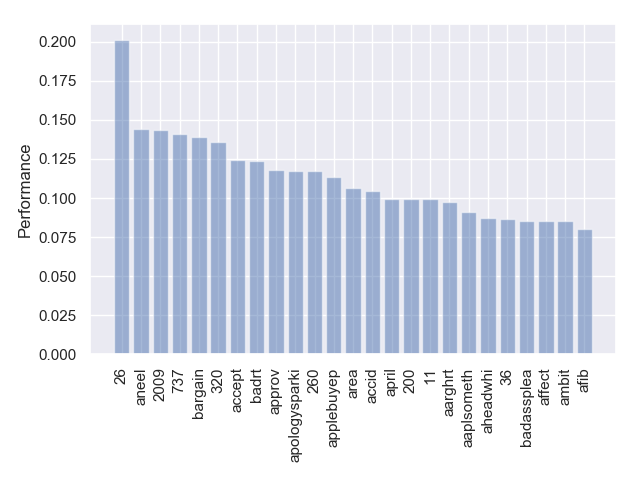 0.200
0.175
0.150
0.125
0.100
0.075
0.050
0.025
0.000
Performance
26
aneel
2009
737
bargain
320
accept
badrt
approv
apologysparki
260
applebuyep
area
accid
april
200
11
aarghrt
aaplsometh
aheadwhi
36
badassplea
affect
ambit
afib